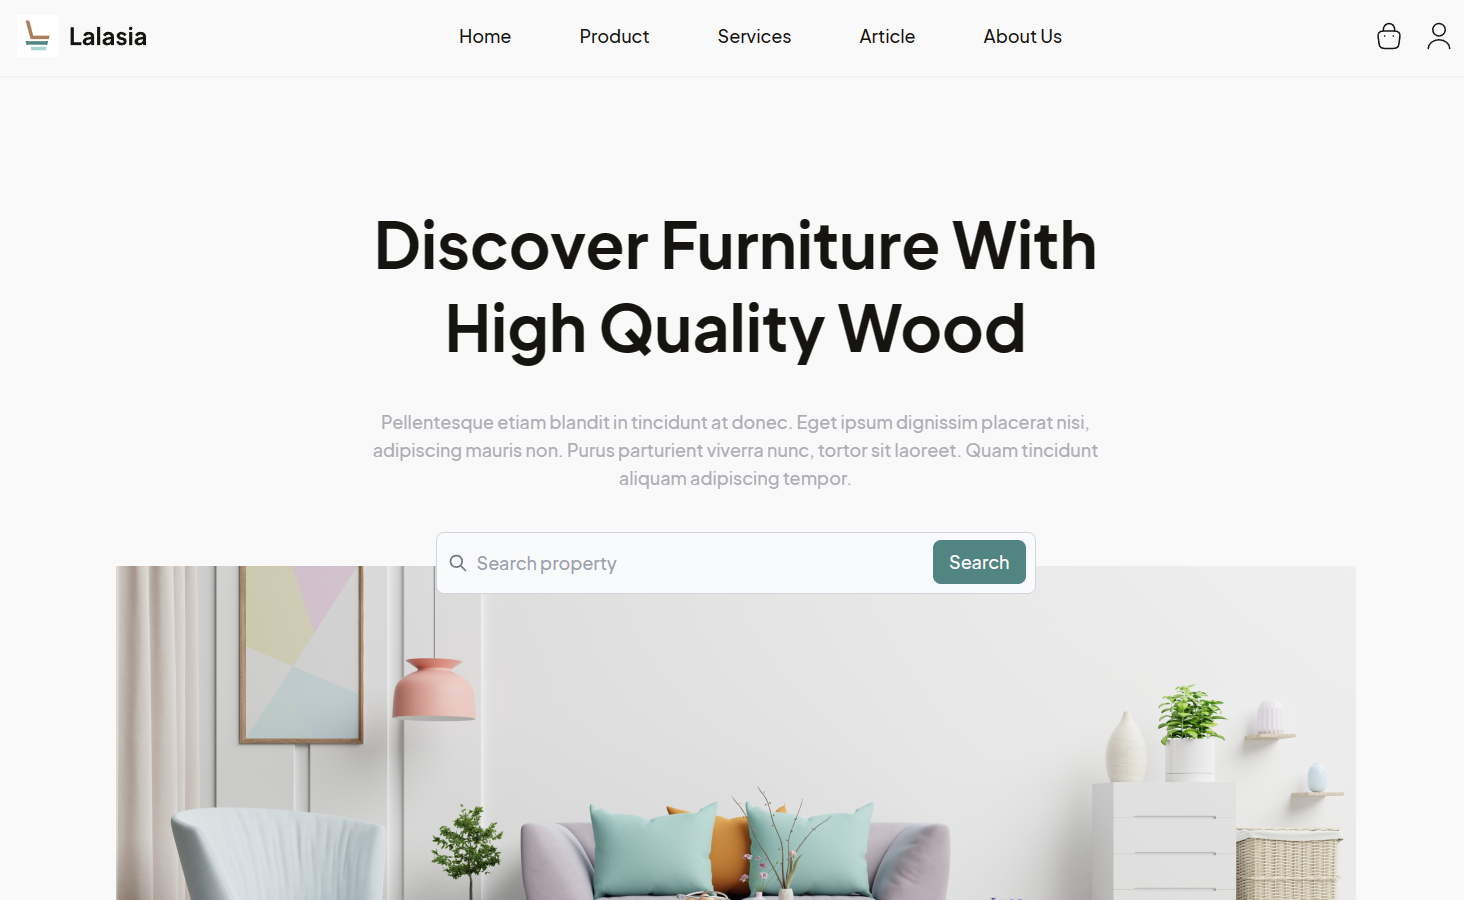 Lalasia
Home
Product
Services
Article
About Us
Discover Furniture With
High Quality Wood
Pellentesque etiam blandit in tincidunt at donec. Eget ipsum dignissim placerat nisi,
adipiscing mauris non. Purus parturient viverra nunc, tortor sit laoreet. Quam tincidunt
aliquam adipiscing tempor.
Search property
Search